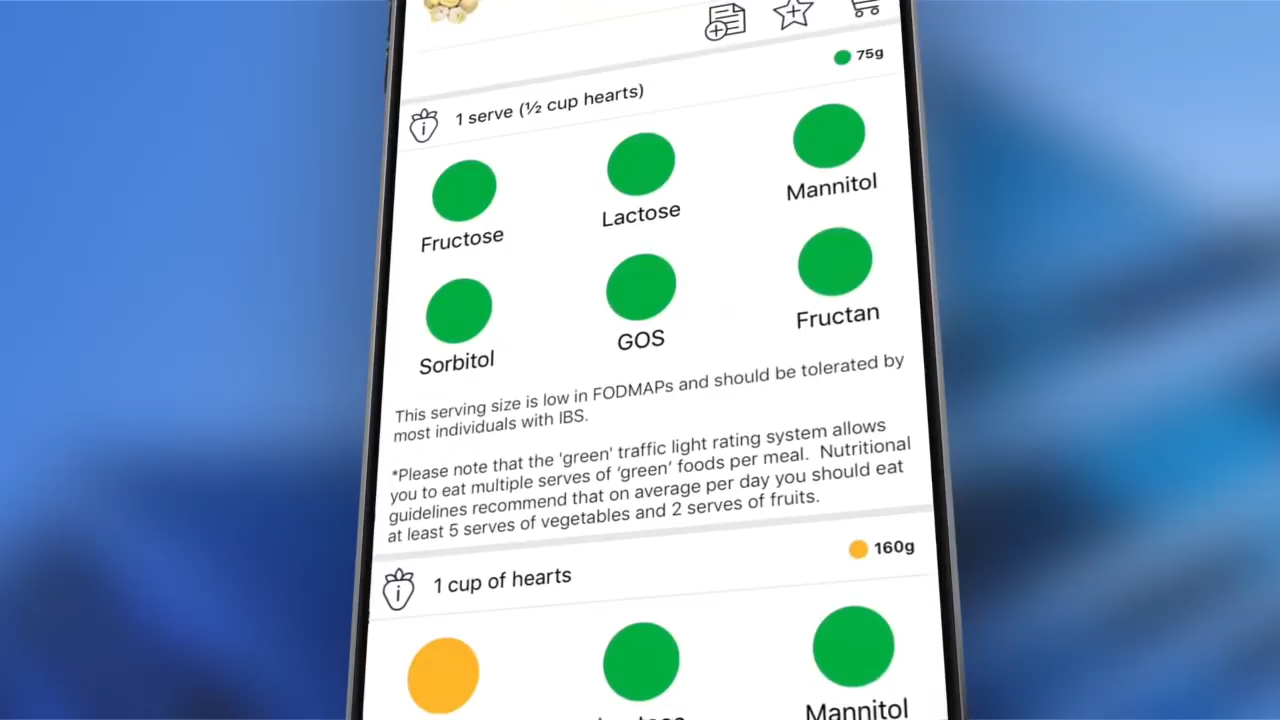 75g
1 serve (½ cup hearts)
Fructose
Lactose
Mannitol
Sorbitol
GOS
Fructan
This serving size is low in FODMAPs and should be tolerated by
most individuals with IBS.
*Please note that the 'green' traffic light rating system allows
you to eat multiple serves of ‘green’ foods per meal.  Nutritional
guidelines recommend that on average per day you should eat
at least 5 serves of vegetables and 2 serves of fruits.
160g
1 cup of hearts
Mannitol